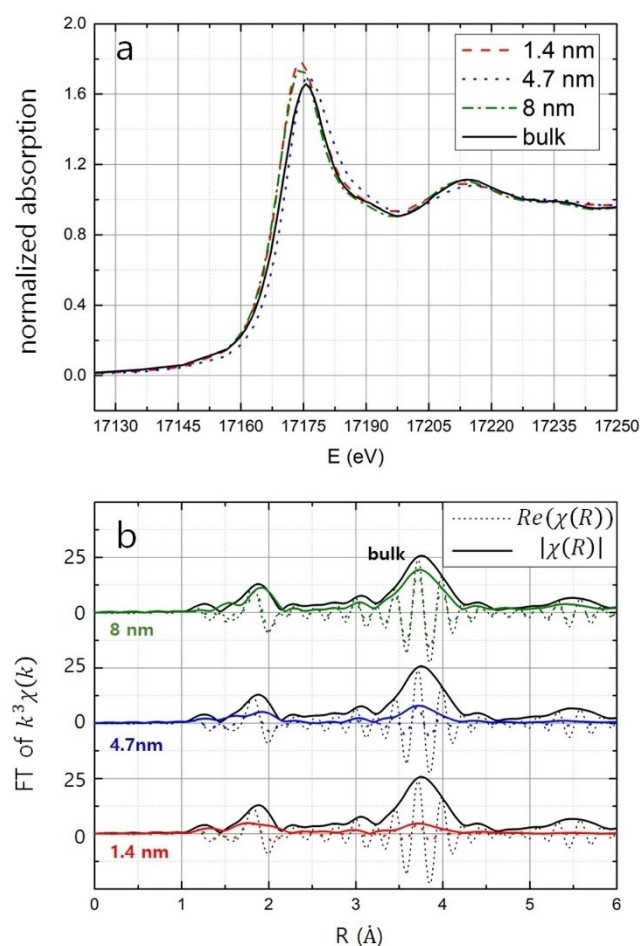 a
1.4 nm
4.7 nm
8 nm
bulk
normalized absorption
2.0
1.6
1.2
0.8
0.4
0.0
17130 17145 17160 17175 17190 17205 17220 17235 17250
E (eV)
b
Re(χ(R))
|χ(R)|
bulk
25
0
8 nm
25
0
4.7nm
25
0
1.4 nm
FT of k³χ(k)
0 1 2 3 4 5 6
R (Å)